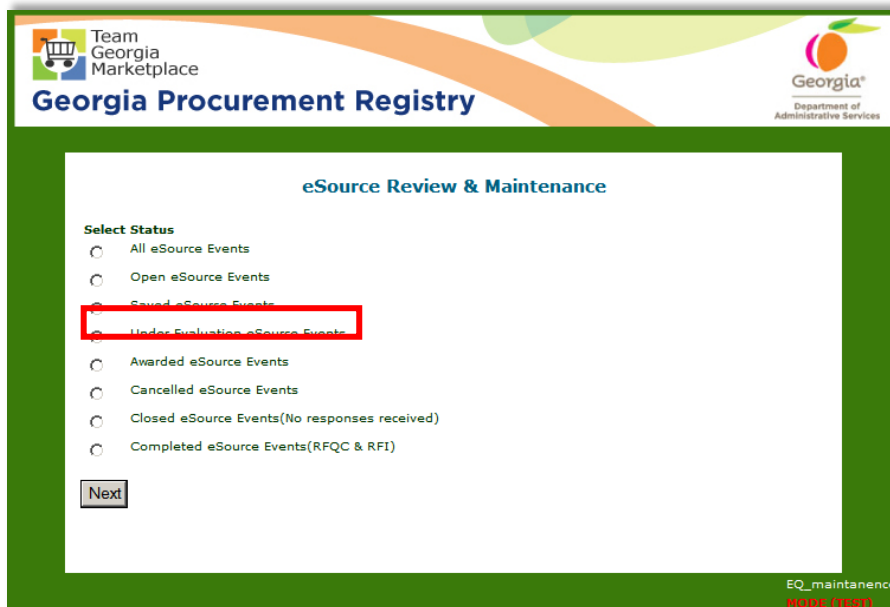 Team
Georgia
Marketplace
Georgia Procurement Registry
Georgia®
Department of
Administrative Services
eSource Review & Maintenance
Select Status
All eSource Events
Open eSource Events
Saved eSource Events
Under Evaluation eSource Events
Awarded eSource Events
Cancelled eSource Events
Closed eSource Events(No responses received)
Completed eSource Events(RFQC & RFI)
Next
EQ_maintanence
MODE (TEST)